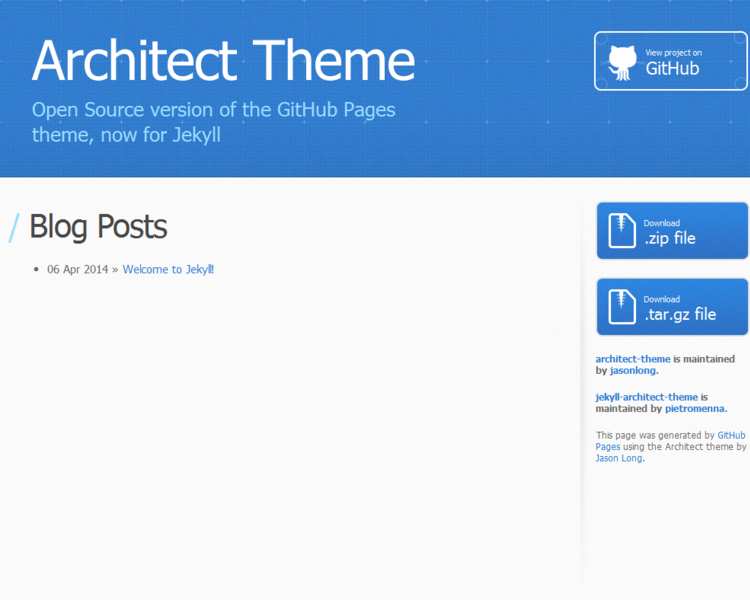 Architect Theme
Open Source version of the GitHub Pages
theme, now for Jekyll
View project on
GitHub
/ Blog Posts
• 06 Apr 2014 » Welcome to Jekyll!
Download
.zip file
Download
.tar.gz file
architect-theme is maintained
by jasonlong.
jekyll-architect-theme is
maintained by pietromenna.
This page was generated by GitHub
Pages using the Architect theme by
Jason Long.